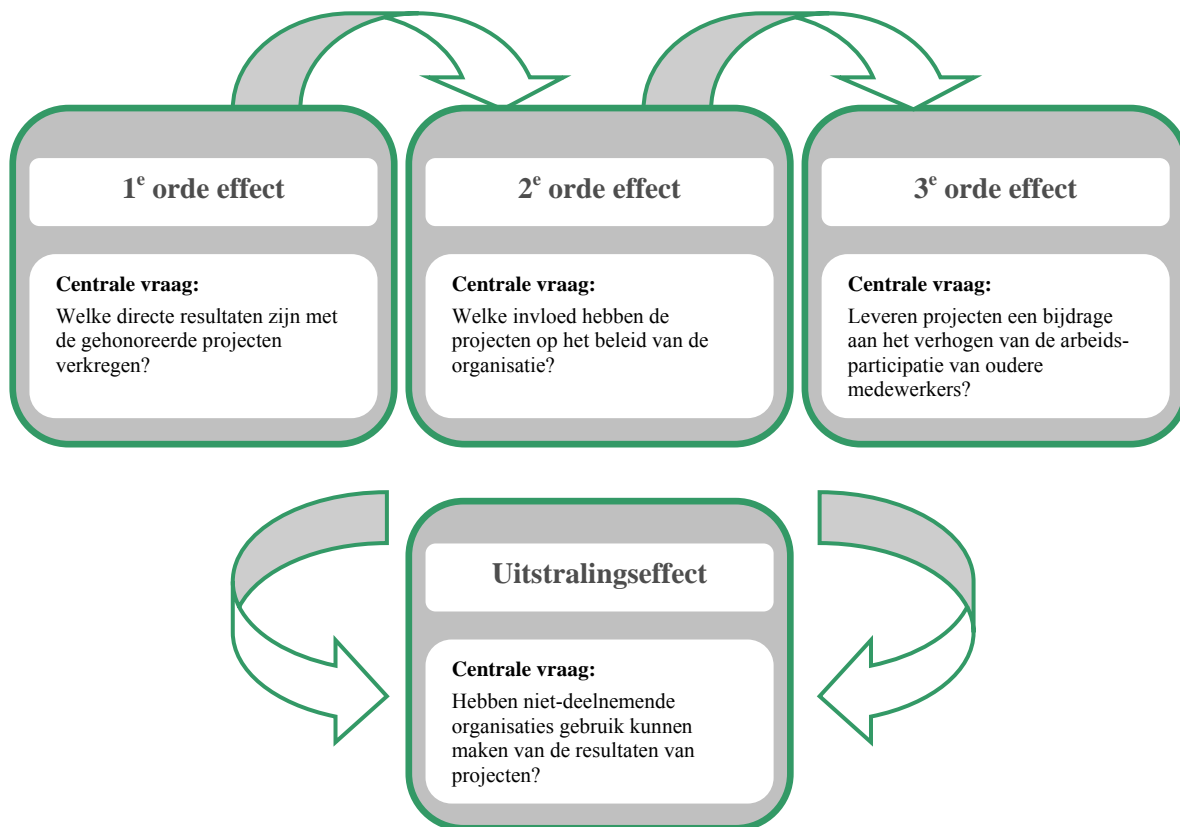 1e orde effect
Centrale vraag:
Welke directe resultaten zijn met
de gehonoreerde projecten
verkregen?
2e orde effect
Centrale vraag:
Welke invloed hebben de
projecten op het beleid van de
organisatie?
3e orde effect
Centrale vraag:
Leveren projecten een bijdrage
aan het verhogen van de arbeids-
participatie van oudere
medewerkers?
Uitstralingseffect
Centrale vraag:
Hebben niet-deelnemende
organisaties gebruik kunnen
maken van de resultaten van
projecten?